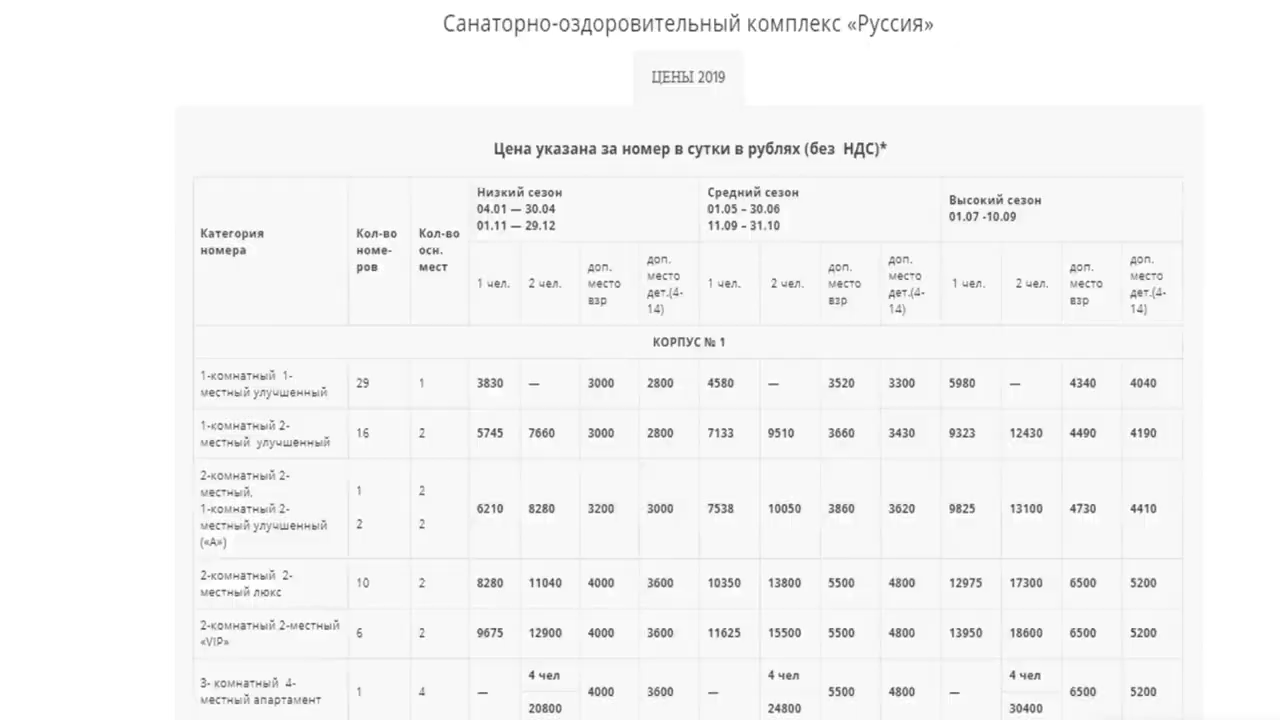 Санаторно-оздоровительный комплекс «Руссия»
ЦЕНЫ 2019
Цена указана за номер в сутки в рублях (без НДС)*
Категория номера
Кол-во номе-ров
Кол-во осн. мест
Низкий сезон
04.01 — 30.04
01.11 — 29.12
Средний сезон
01.05 – 30.06
11.09 – 31.10
Высокий сезон
01.07 -10.09
1 чел. 2 чел. доп. место взр доп. место дет.(4-14) 1 чел. 2 чел. доп. место взр доп. место дет.(4-14) 1 чел. 2 чел. доп. место взр доп. место дет.(4-14)
КОРПУС № 1
1-комнатный 1-местный улучшенный 29 1 3830 — 3000 2800 4580 — 3520 3300 5980 — 4340 4040
1-комнатный 2-местный улучшенный 16 2 5745 7660 3000 2800 7133 9510 3660 3430 9323 12430 4490 4190
2-комнатный 2-местный, 1 2
1-комнатный 2-местный улучшенный («А») 2 2 6210 8280 3200 3000 7538 10050 3860 3620 9825 13100 4730 4410
2-комнатный 2-местный люкс 10 2 8280 11040 4000 3600 10350 13800 5500 4800 12975 17300 6500 5200
2-комнатный 2-местный «VIP» 6 2 9675 12900 4000 3600 11625 15500 5500 4800 13950 18600 6500 5200
3- комнатный 4-местный апартамент 1 4 — 4 чел 20800 4000 3600 — 4 чел 24800 5500 4800 — 4 чел 30400 6500 5200